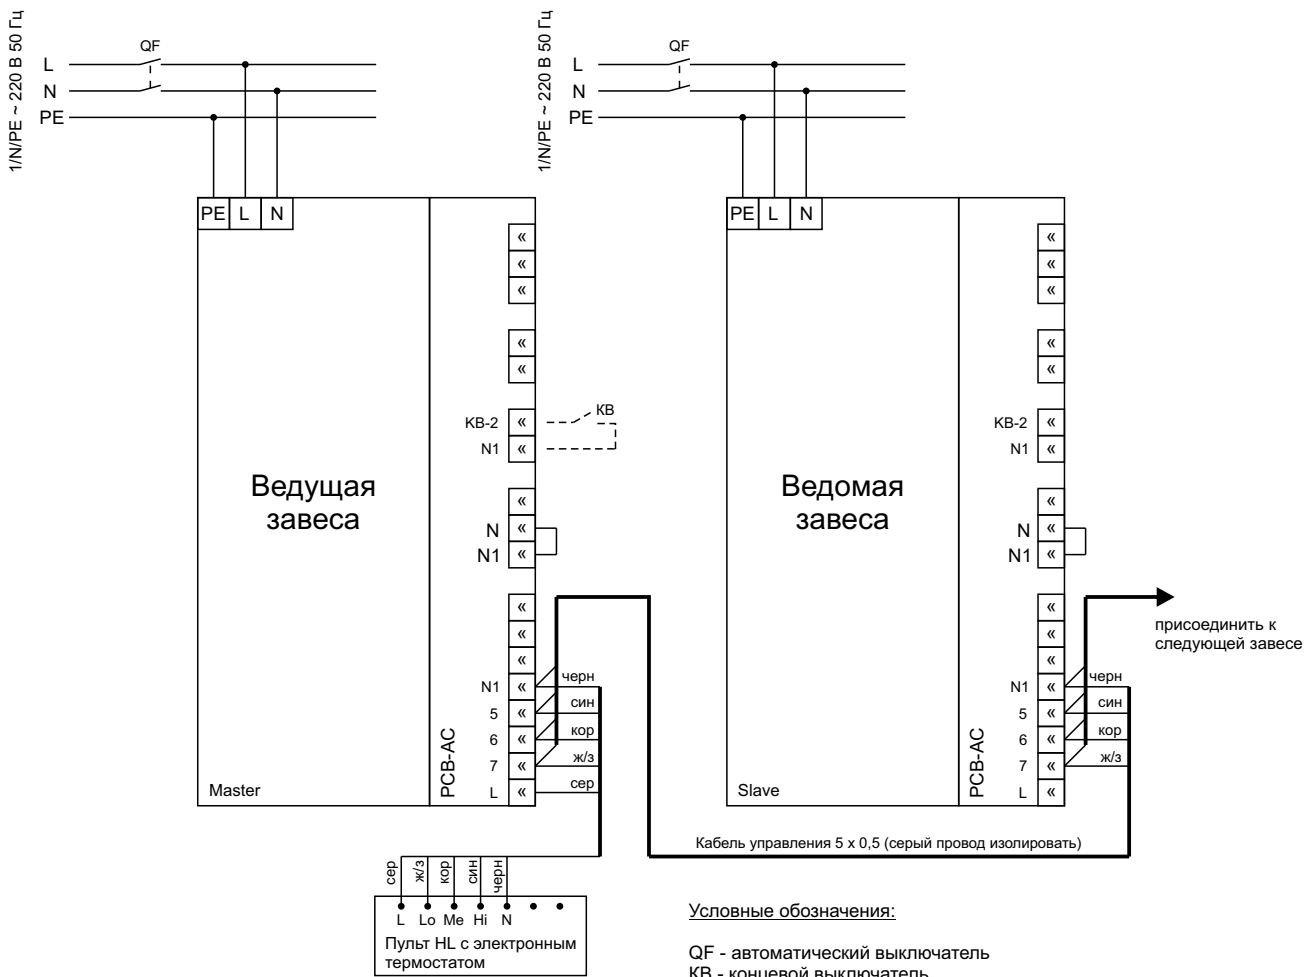 1/N/PE ~ 220 В 50 Гц
QF
L
N
PE
1/N/PE ~ 220 В 50 Гц
QF
L
N
PE
PE L N
«
«
«
«
«
КВ-2 «
N1 «
КВ
«
N «
N1 «
«
«
«
N1 « черн
5 « син
6 « кор
7 « ж/з
L « сер
Ведущая
завеса
PCB-AC
Master
PE L N
«
«
«
«
«
КВ-2 «
N1 «
«
N «
N1 «
«
«
«
N1 « черн
5 « син
6 « кор
7 « ж/з
L «
Ведомая
завеса
PCB-AC
Slave
присоединить к
следующей завесе
Кабель управления 5 x 0,5 (серый провод изолировать)
сер ж/з кор син черн
L Lo Me Hi N
Пульт HL с электронным
термостатом
Условные обозначения:
QF - автоматический выключатель
КВ - концевой выключатель